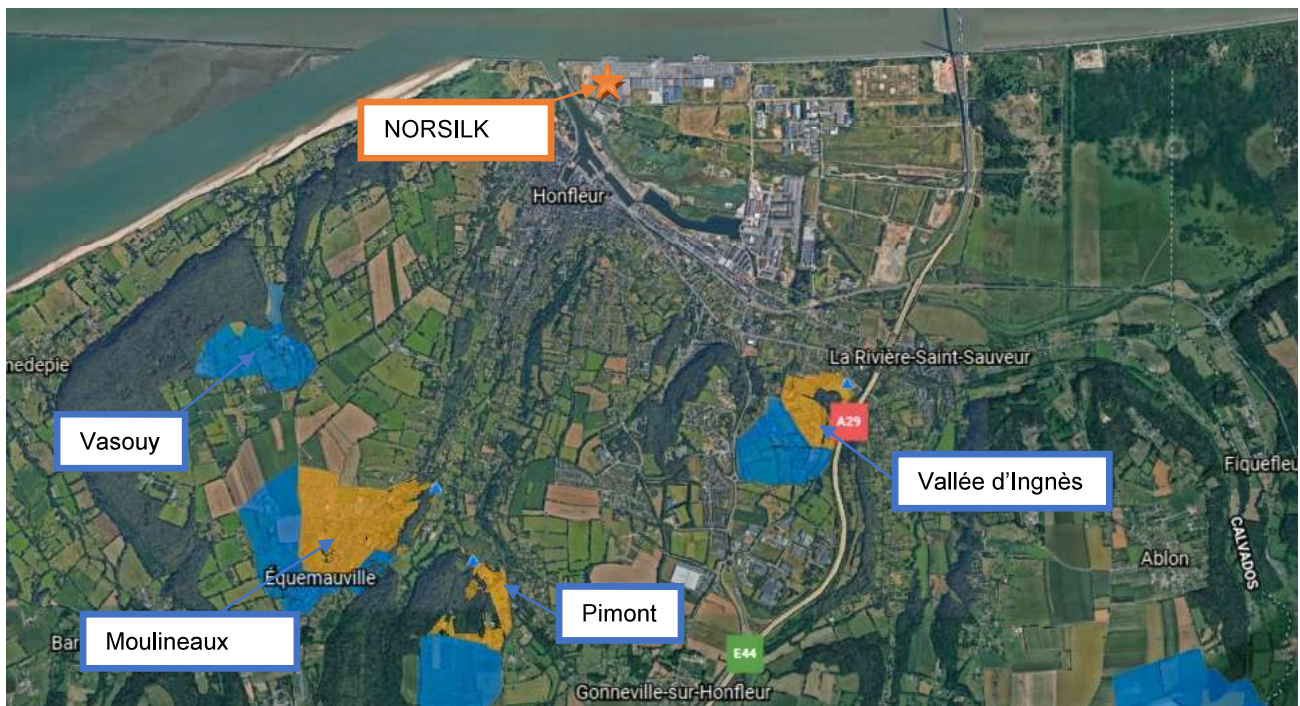 NORSILK
Honfleur
La Rivière-Saint-Sauveur
nedepie
Vasouy
A29
Fiquefleu
Vallée d'Ingnès
CALVADOS
Ablon
Équemauville
Pimont
Bar
Moulineaux
E44
Gonneville-sur-Honfleur